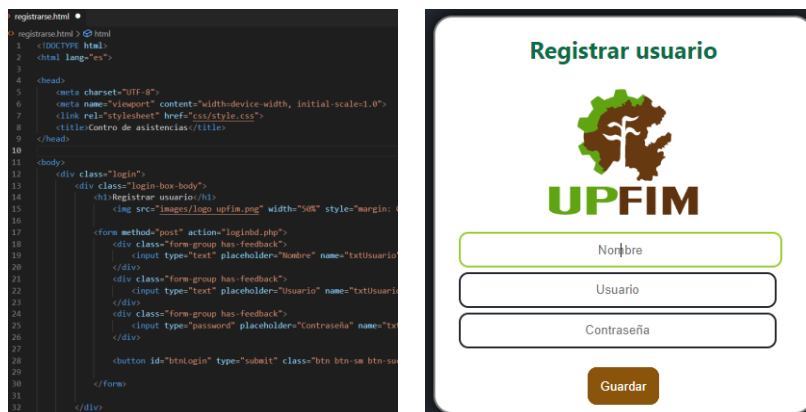 registrarse.html
registrarse.html > html
1 <!DOCTYPE html>
2 <html lang="es">
3
4 <head>
5 <meta charset="UTF-8">
6 <meta name="viewport" content="width=device-width, initial-scale=1.0">
7 <link rel="stylesheet" href="css/style.css">
8 <title>Contro de asistencias</title>
9 </head>
10
11 <body>
12 <div class="login">
13 <div class="login-box-body">
14 <h1>Registrar usuario</h1>
15 <img src="images/logo upfim.png" width="50%" style="margin:
16
17 <form method="post" action="loginbd.php">
18 <div class="form-group has-feedback">
19 <input type="text" placeholder="Nombre" name="txtUsuario"
20 </div>
21 <div class="form-group has-feedback">
22 <input type="text" placeholder="Usuario" name="txtUsuari
23 </div>
24 <div class="form-group has-feedback">
25 <input type="password" placeholder="Contraseña" name="txt
26 </div>
27
28 <button id="btnLogin" type="submit" class="btn btn-sm btn-su
29
30 </form>
31
32 </div>
Registrar usuario
UPFIM
Nombre
Usuario
Contraseña
Guardar